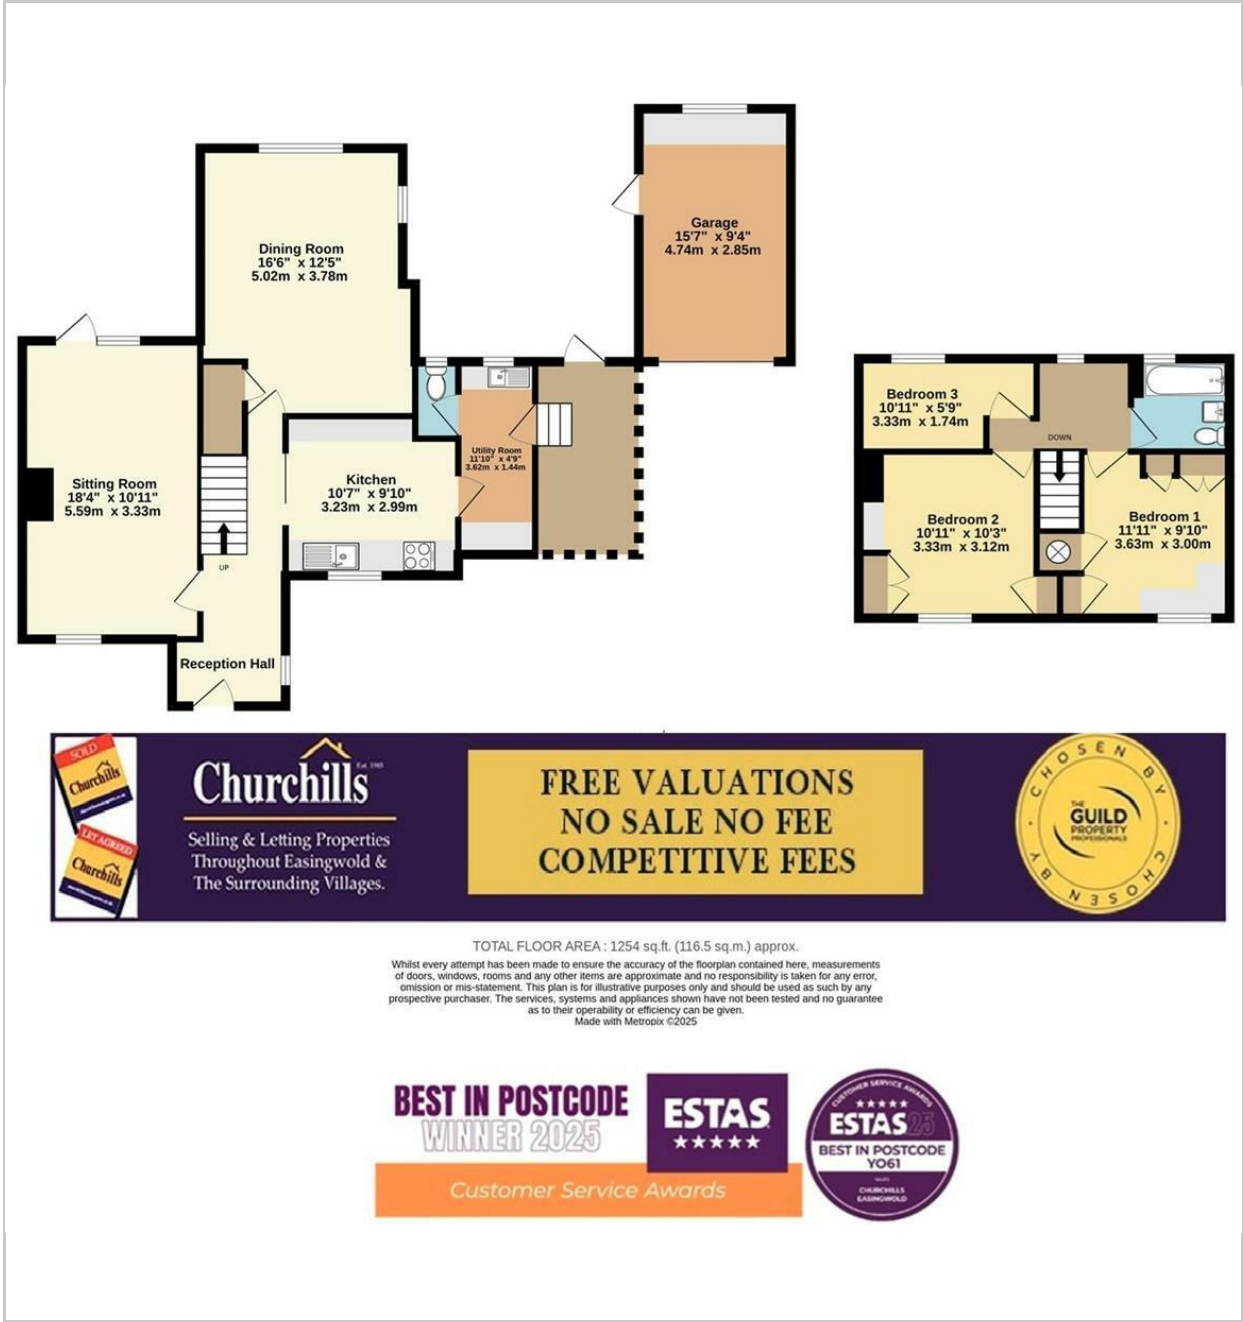 Garage
15'7" x 9'4"
4.74m x 2.85m
Dining Room
16'6" x 12'5"
5.02m x 3.78m
Sitting Room
18'4" x 10'11"
5.59m x 3.33m
Kitchen
10'7" x 9'10"
3.23m x 2.99m
Utility Room
11'10" x 4'9"
3.62m x 1.44m
UP
Reception Hall
Bedroom 3
10'11" x 5'9"
3.33m x 1.74m
DOWN
Bedroom 2
10'11" x 10'3"
3.33m x 3.12m
Bedroom 1
11'11" x 9'10"
3.63m x 3.00m
SOLD
Churchills
LET AGREED
Churchills
Churchills
Est. 1985
Selling & Letting Properties
Throughout Easingwold &
The Surrounding Villages.
FREE VALUATIONS
NO SALE NO FEE
COMPETITIVE FEES
CHOSEN BY
CHOSEN BY
THE
GUILD
PROPERTY
PROFESSIONALS
TOTAL FLOOR AREA : 1254 sq.ft. (116.5 sq.m.) approx.
Whilst every attempt has been made to ensure the accuracy of the floorplan contained here, measurements
of doors, windows, rooms and any other items are approximate and no responsibility is taken for any error,
omission or mis-statement. This plan is for illustrative purposes only and should be used as such by any
prospective purchaser. The services, systems and appliances shown have not been tested and no guarantee
as to their operability or efficiency can be given.
Made with Metropix ©2025
BEST IN POSTCODE
WINNER 2025
ESTAS
Customer Service Awards
CUSTOMER SERVICE AWARDS
ESTAS25
BEST IN POSTCODE
YO61
SALES
CHURCHILLS
EASINGWOLD